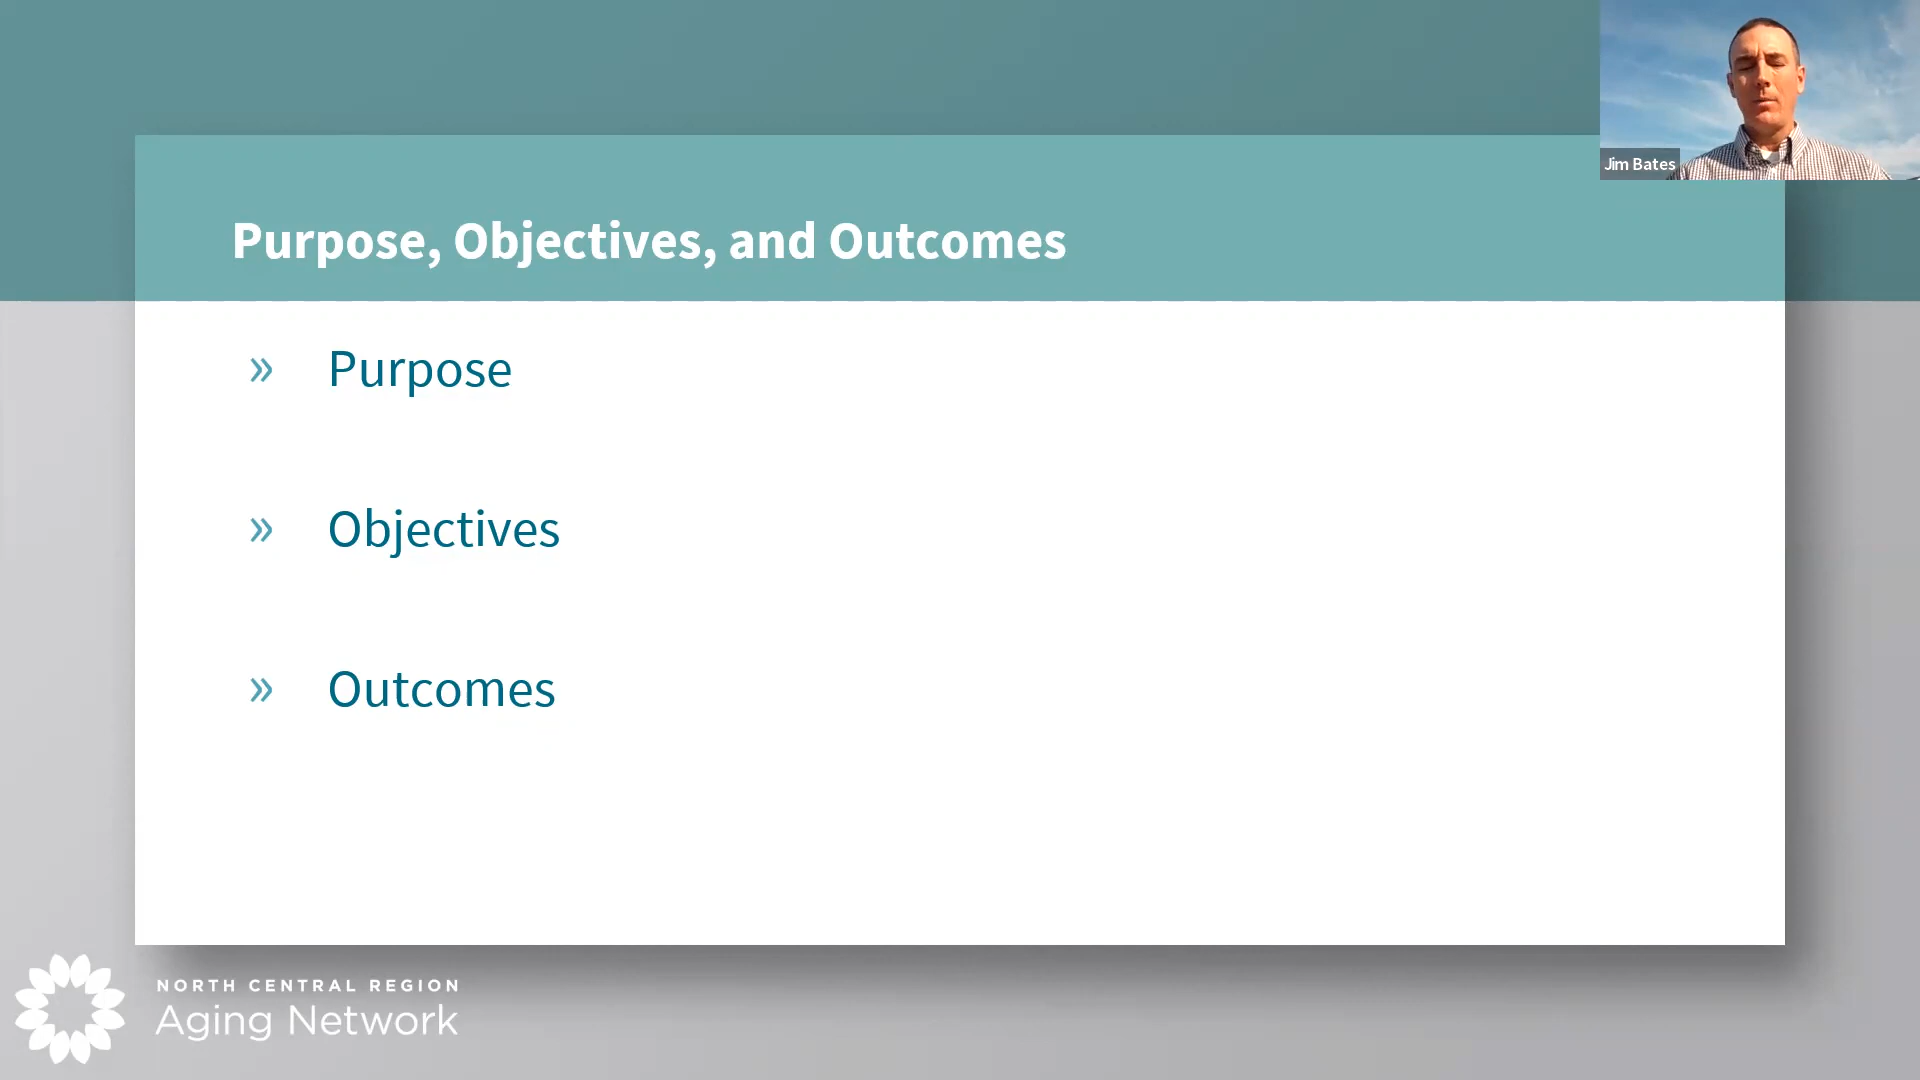 Jim Bates
Purpose, Objectives, and Outcomes
» Purpose
» Objectives
» Outcomes
NORTH CENTRAL REGION
Aging Network